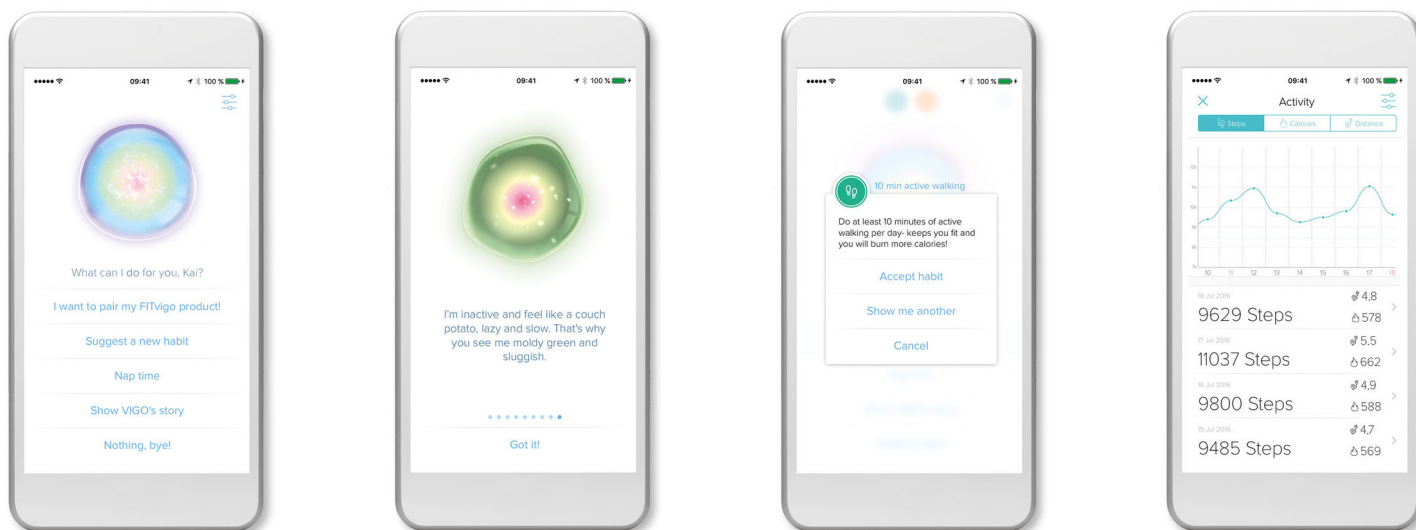 09:41
100 %
What can I do for you, Kai?
I want to pair my FITvigo product!
Suggest a new habit
Nap time
Show VIGO's story
Nothing, bye!
09:41
100 %
I'm inactive and feel like a couch
potato, lazy and slow. That's why
you see me moldy green and
sluggish.
Got it!
09:41
100 %
10 min active walking
Do at least 10 minutes of active
walking per day- keeps you fit and
you will burn more calories!
Accept habit
Show me another
Cancel
09:41
100 %
Activity
Steps Calories Distance
12k
11k
10k
9k
8k
7k
10 11 12 13 14 15 16 17 18
18 Jul 2016
4,8
9629 Steps
578
17 Jul 2016
5,5
11037 Steps
662
16 Jul 2016
4,9
9800 Steps
588
15 Jul 2016
4,7
9485 Steps
569